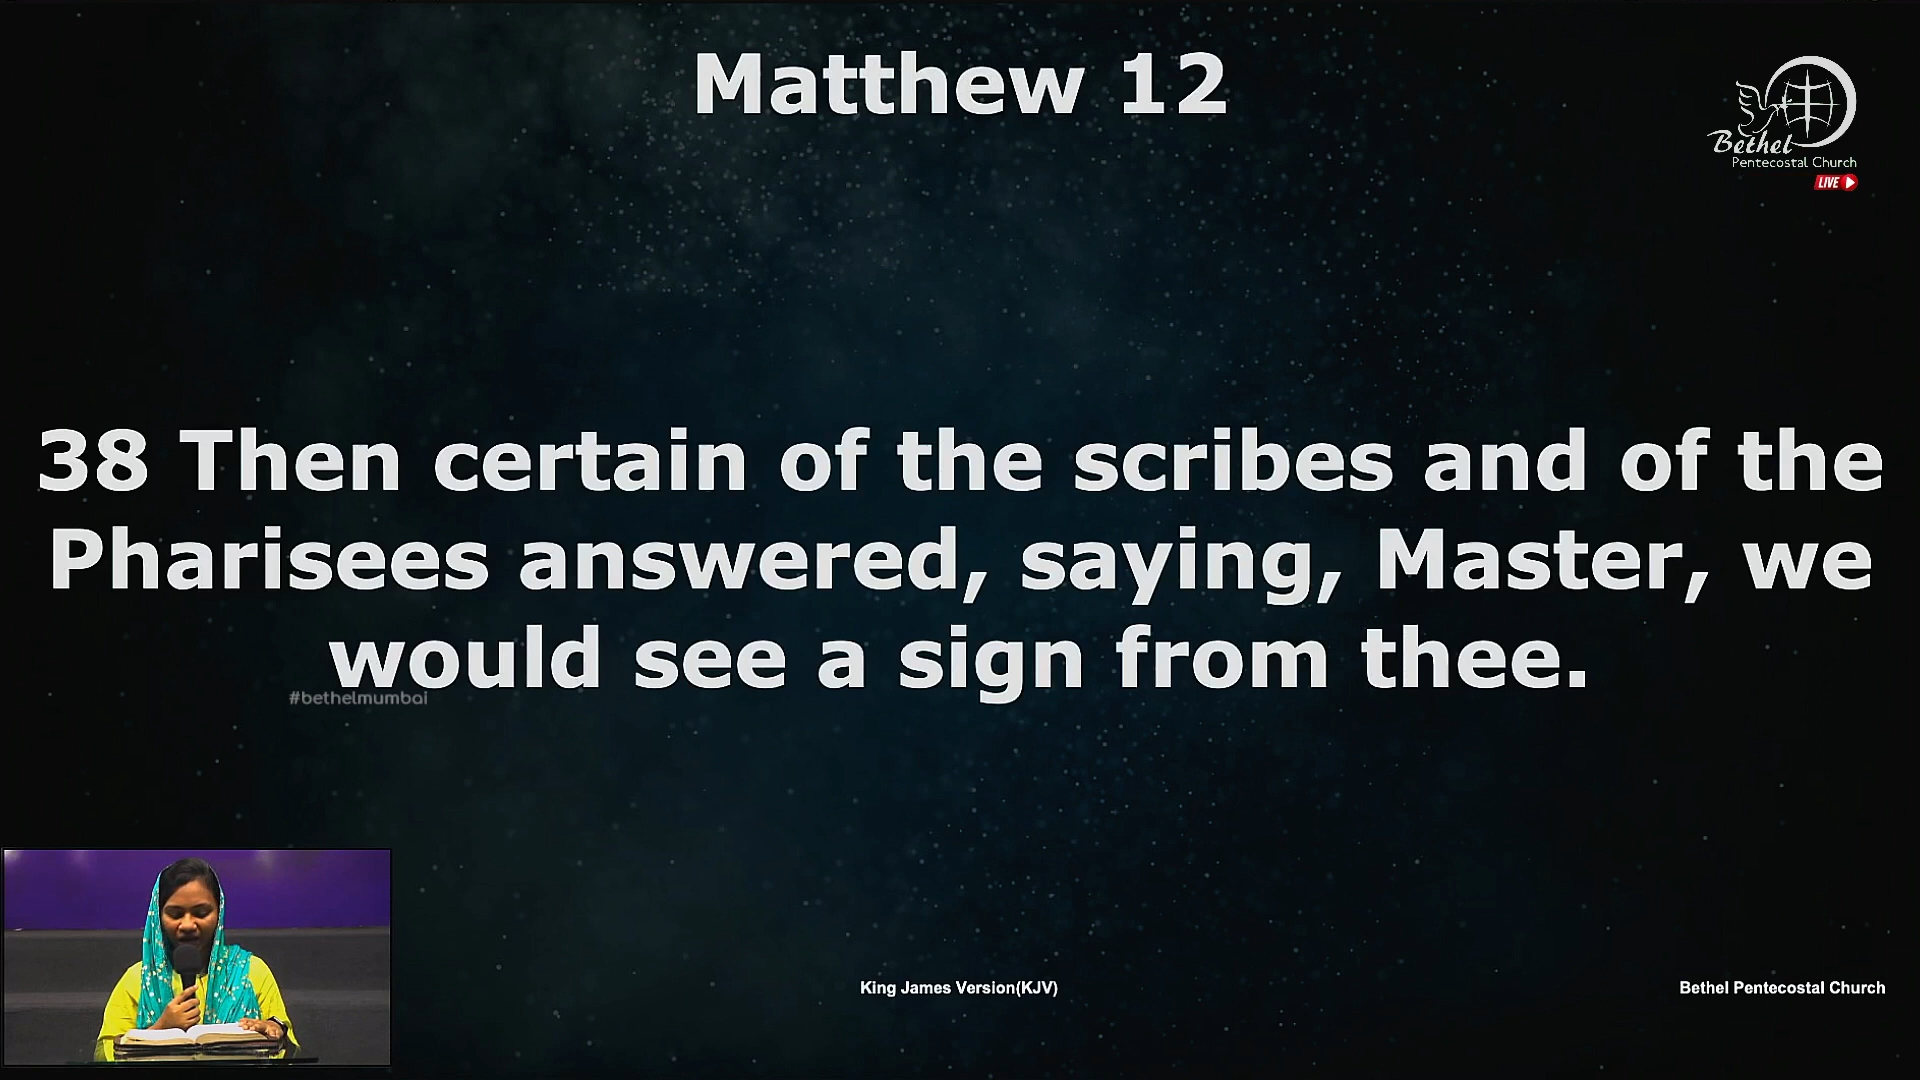 Matthew 12
Bethel
Pentecostal Church
LIVE
38 Then certain of the scribes and of the
Pharisees answered, saying, Master, we
would see a sign from thee.
#bethelmumbai
King James Version(KJV)
Bethel Pentecostal Church